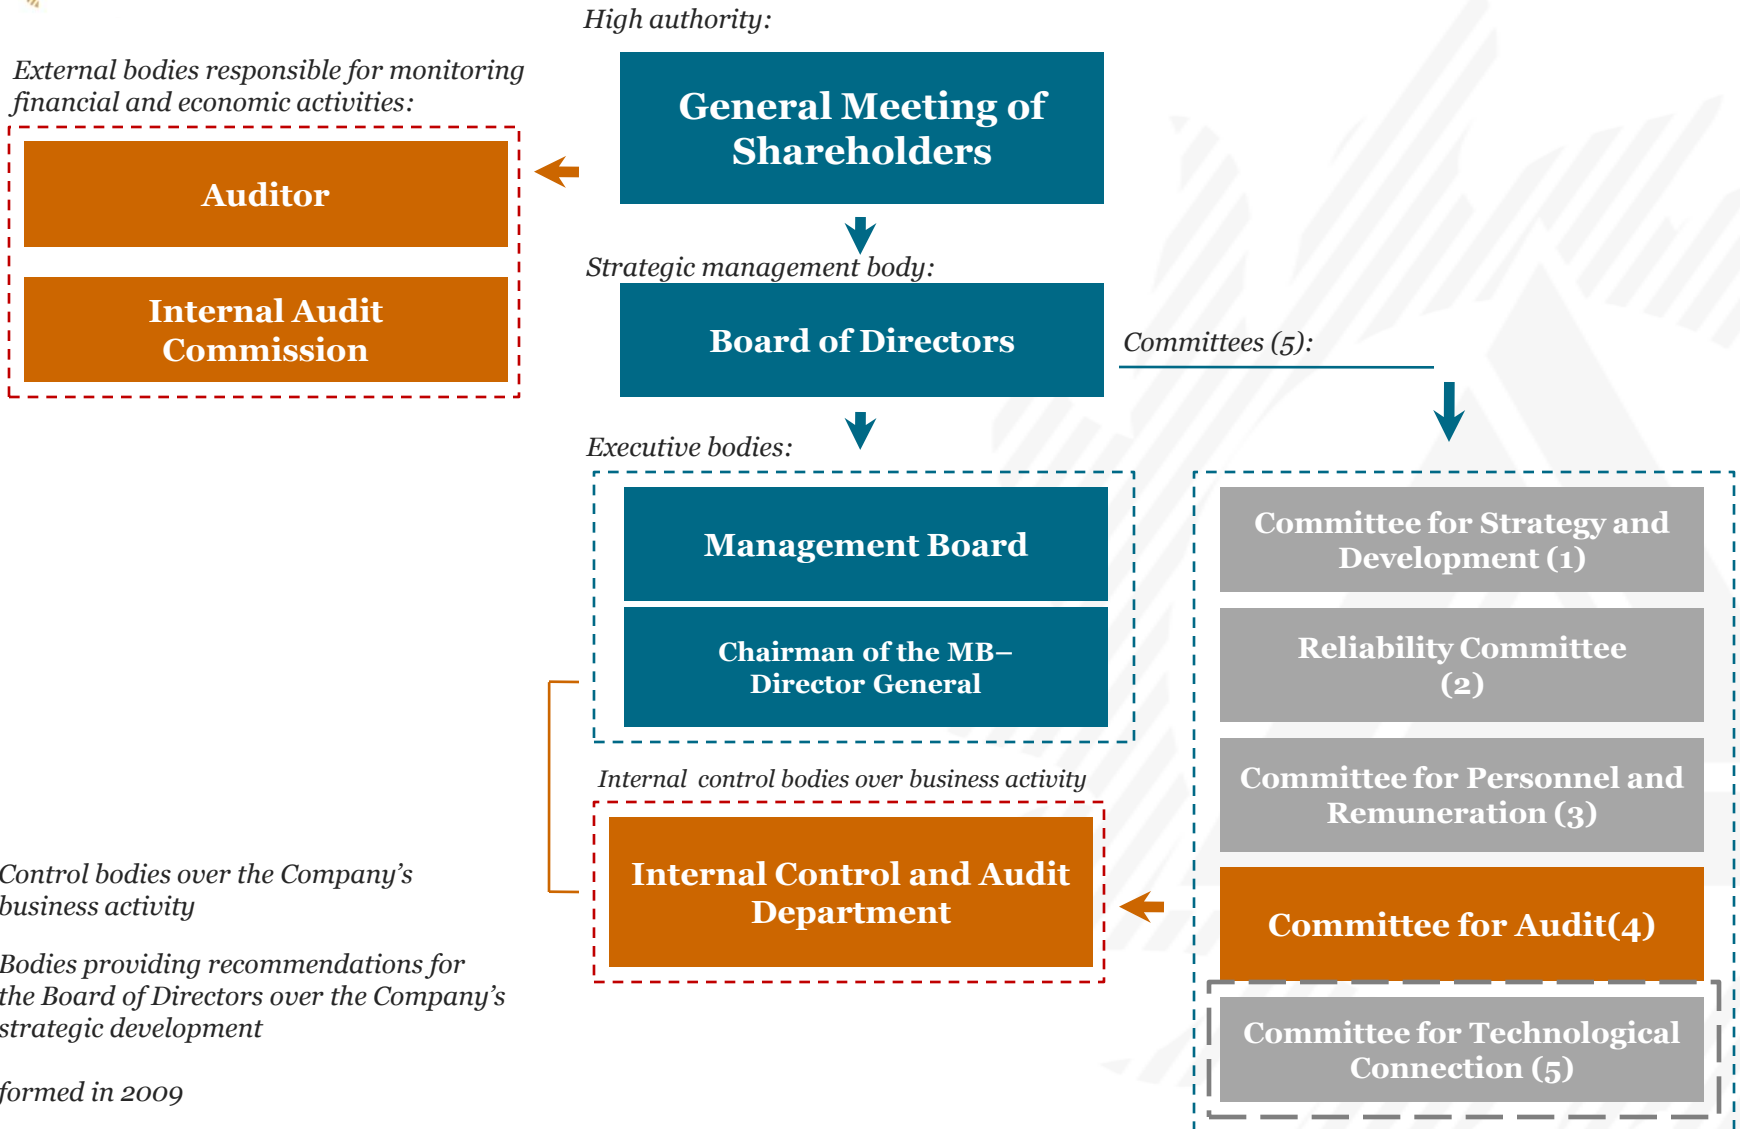 High authority:
External bodies responsible for monitoring
financial and economic activities:
General Meeting of
Shareholders
Auditor
Internal Audit
Commission
Strategic management body:
Board of Directors
Committees (5):
Executive bodies:
Management Board
Chairman of the MB–
Director General
Committee for Strategy and
Development (1)
Reliability Committee
(2)
Committee for Personnel and
Remuneration (3)
Committee for Audit(4)
Committee for Technological
Connection (5)
Internal control bodies over business activity
Internal Control and Audit
Department
Control bodies over the Company's
business activity
Bodies providing recommendations for
the Board of Directors over the Company's
strategic development
formed in 2009